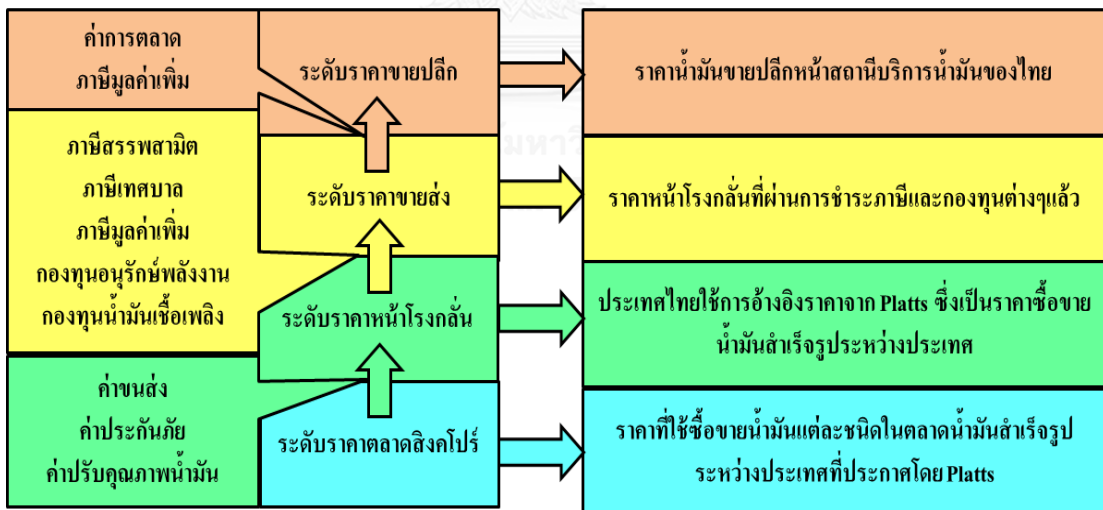 ค่าการตลาด
ภาษีมูลค่าเพิ่ม
ระดับราคาขายปลีก
ราคาน้ำมันขายปลีกหน้าสถานีบริการน้ำมันของไทย
ภาษีสรรพสามิต
ภาษีเทศบาล
ภาษีมูลค่าเพิ่ม
กองทุนอนุรักษ์พลังงาน
กองทุนน้ำมันเชื้อเพลิง
ระดับราคาขายส่ง
ราคาหน้าโรงกลั่นที่ผ่านการชำระภาษีและกองทุนต่างๆแล้ว
ระดับราคาหน้าโรงกลั่น
ประเทศไทยใช้การอ้างอิงราคาจาก Platts ซึ่งเป็นราคาซื้อขาย
น้ำมันสำเร็จรูประหว่างประเทศ
ค่าขนส่ง
ค่าประกันภัย
ค่าปรับคุณภาพน้ำมัน
ระดับราคาตลาดสิงคโปร์
ราคาที่ใช้ซื้อขายน้ำมันแต่ละชนิดในตลาดน้ำมันสำเร็จรูป
ระหว่างประเทศที่ประกาศโดย Platts